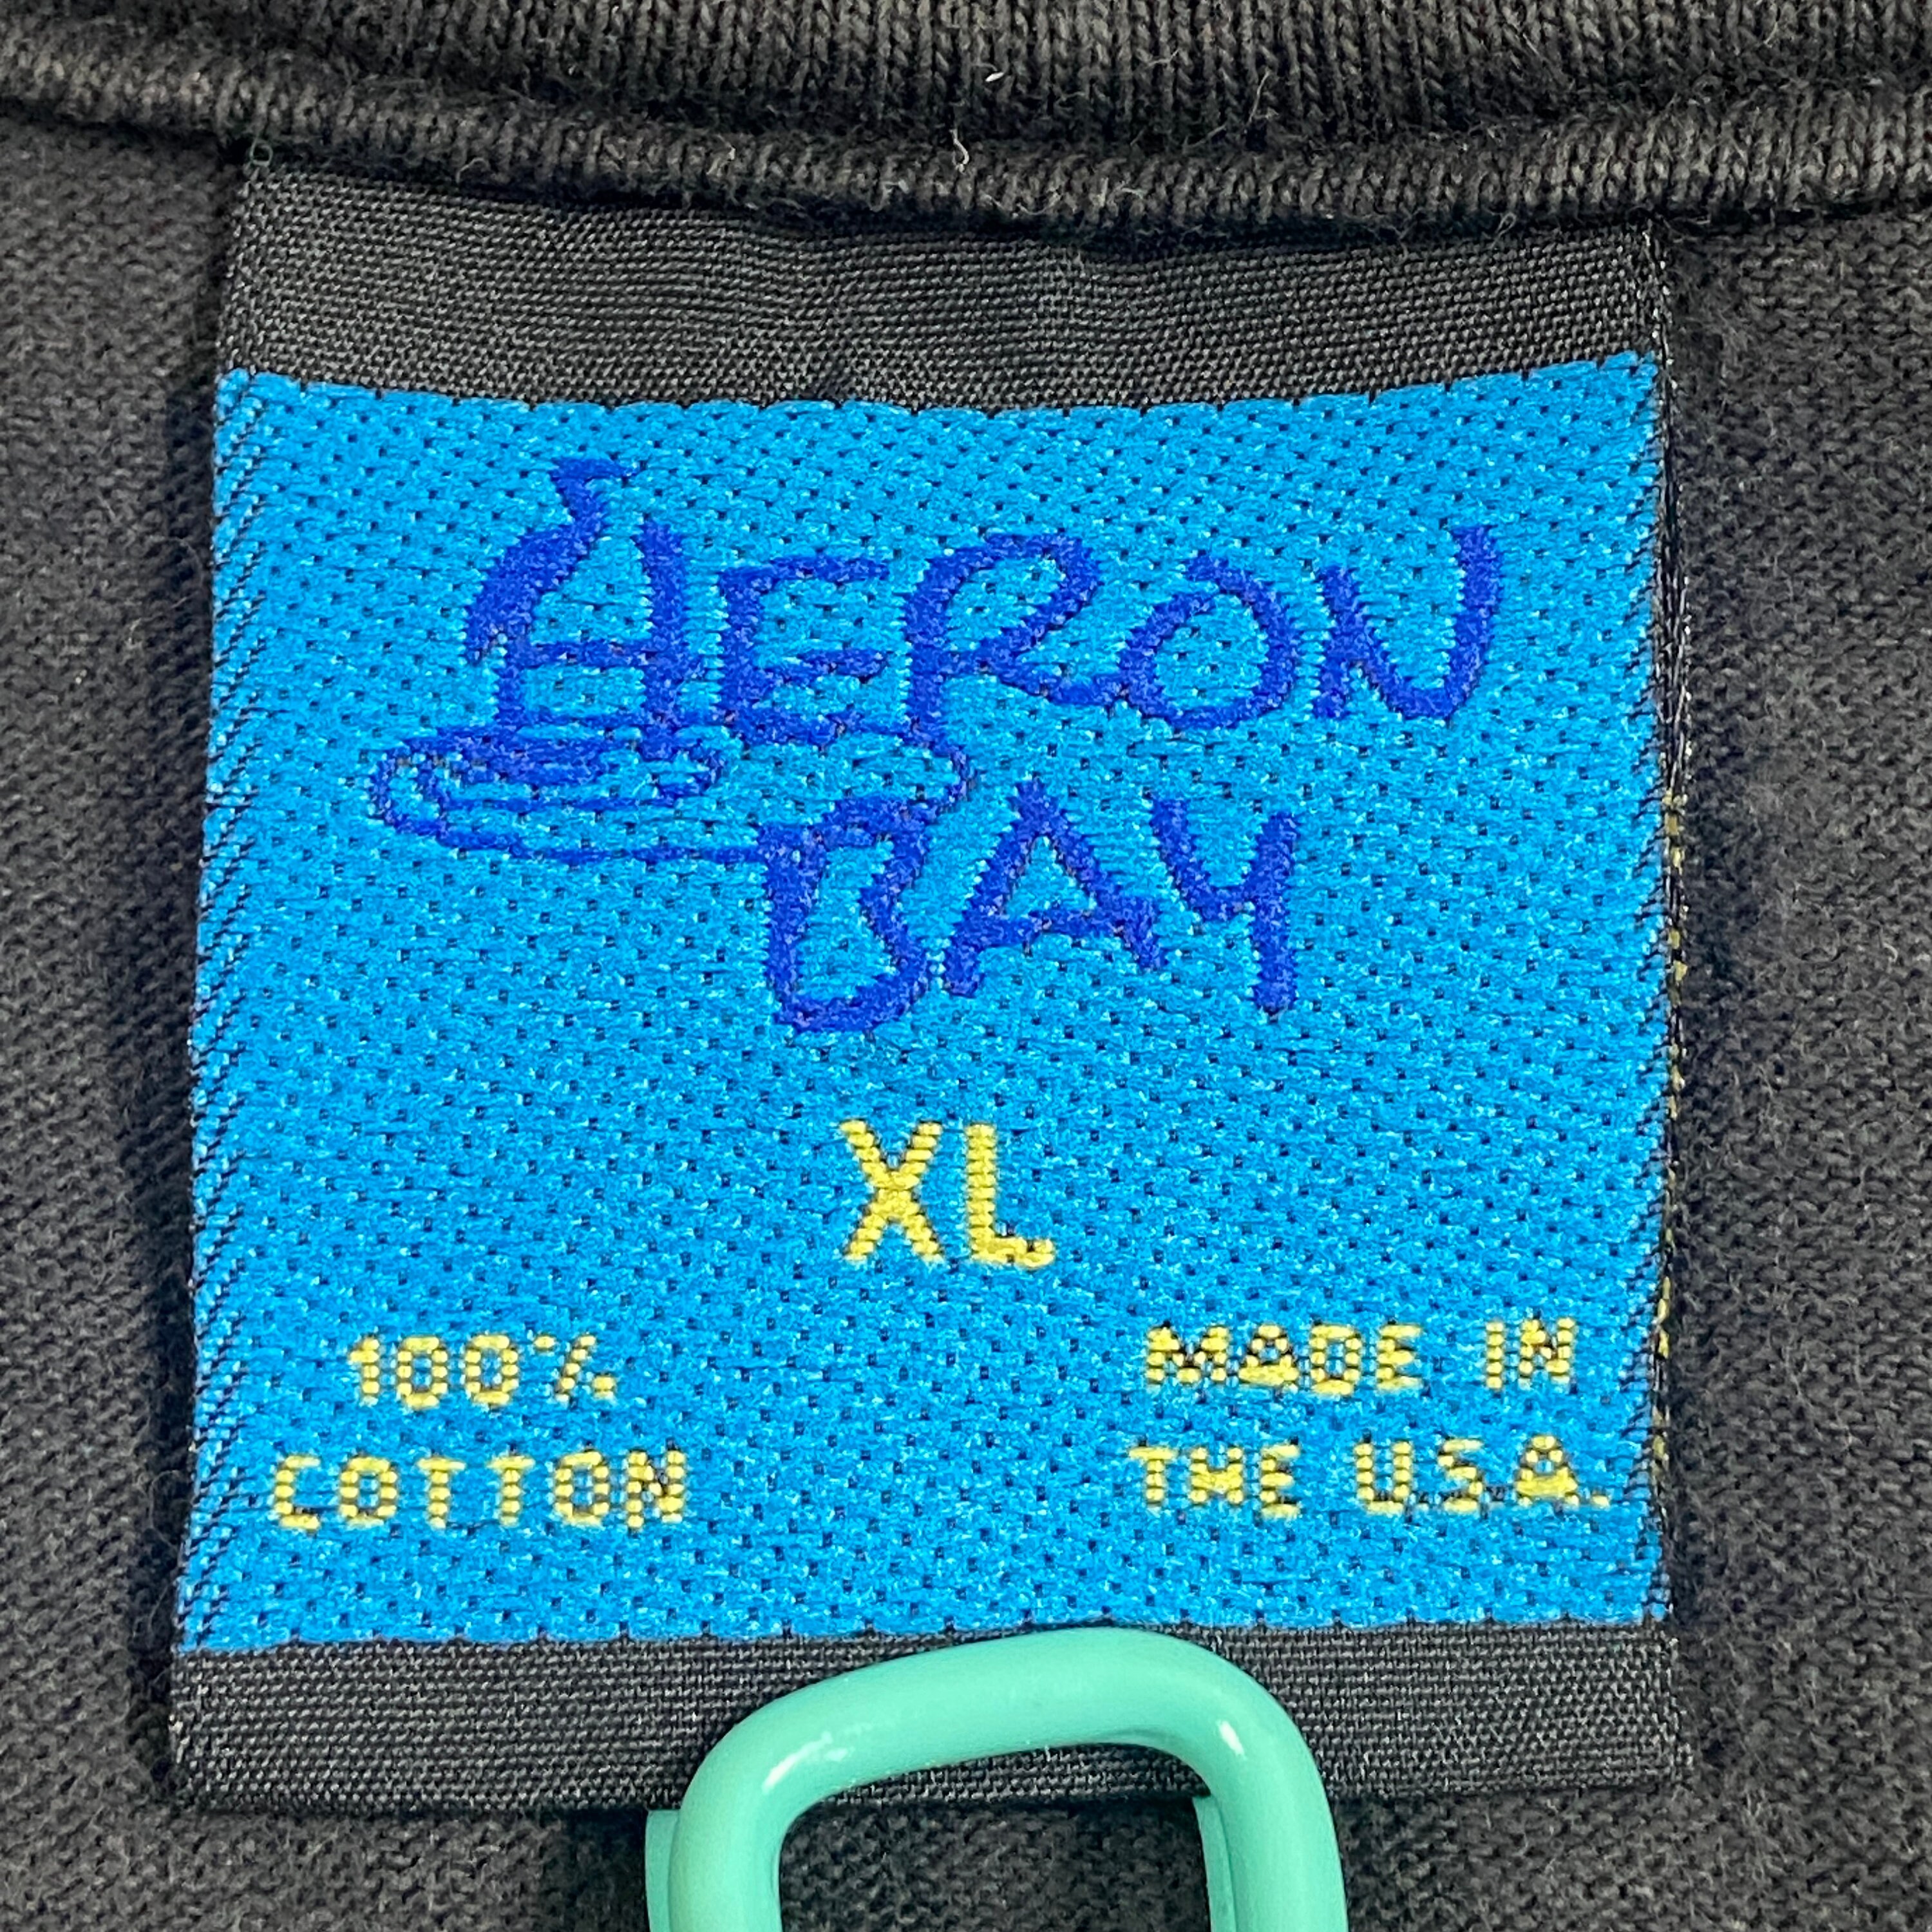 HERON
BAY
XL
100%
COTTON
MADE IN
THE U.S.A.